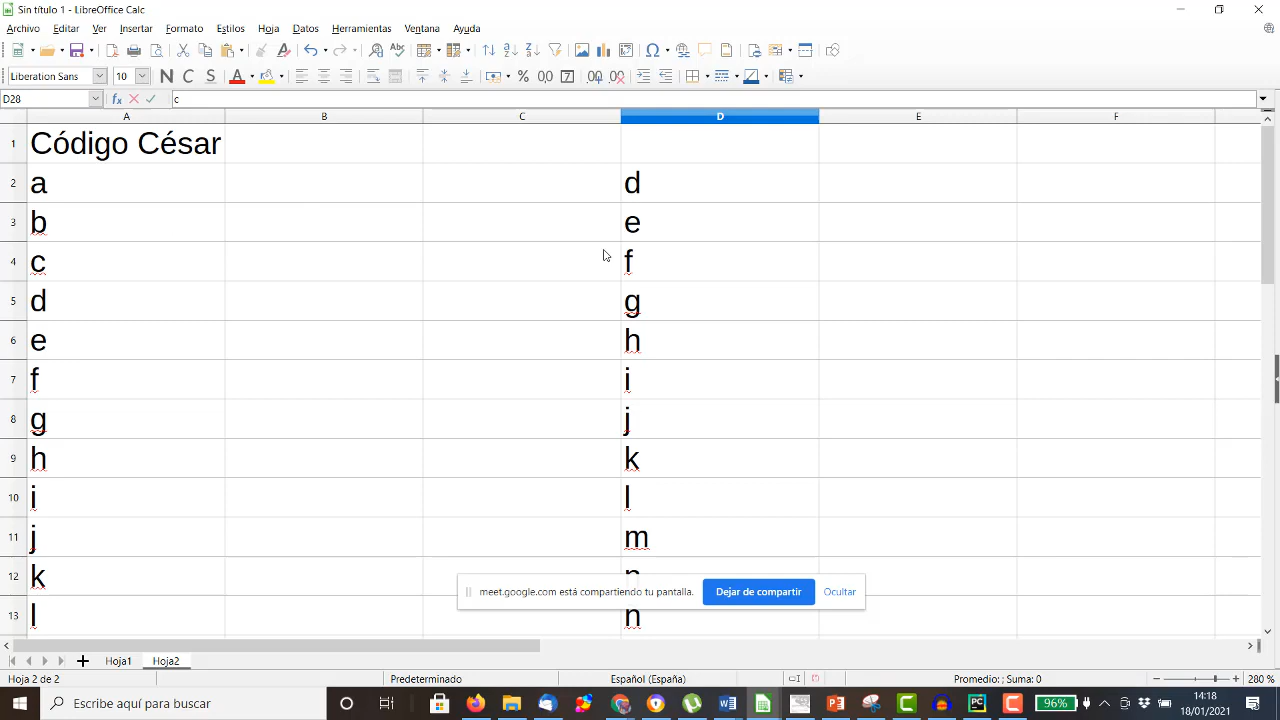 Sin título 1 - LibreOffice Calc
Archivo Editar Ver Insertar Formato Estilos Hoja Datos Herramientas Ventana Ayuda
Liberation Sans 10 N C S A
D28 fx c
A B C D E F
1 Código César
2 a d
3 b e
4 c f
5 d g
6 e h
7 f i
8 g j
9 h k
10 i l
11 j m
12 k
13 l
meet.google.com está compartiendo tu pantalla. Dejar de compartir Ocultar
Hoja1 Hoja2
Hoja 2 de 2 Predeterminado Español (España) Promedio: ; Suma: 0 280 %
Escribe aquí para buscar 96% 14:18
18/01/2021